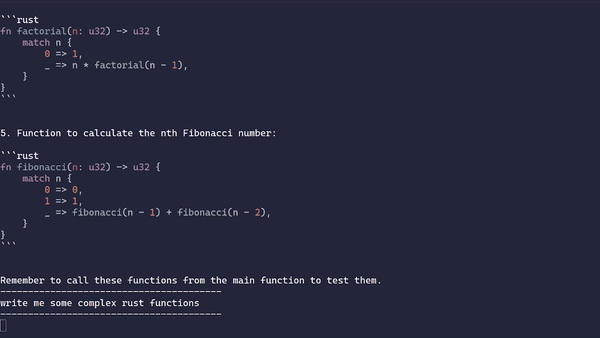 ```rust
fn factorial(n: u32) -> u32 {
    match n {
        0 => 1,
        _ => n * factorial(n - 1),
    }
}
```
5. Function to calculate the nth Fibonacci number:
```rust
fn fibonacci(n: u32) -> u32 {
    match n {
        0 => 0,
        1 => 1,
        _ => fibonacci(n - 1) + fibonacci(n - 2),
    }
}
```
Remember to call these functions from the main function to test them.
----------------------------------------
write me some complex rust functions
----------------------------------------